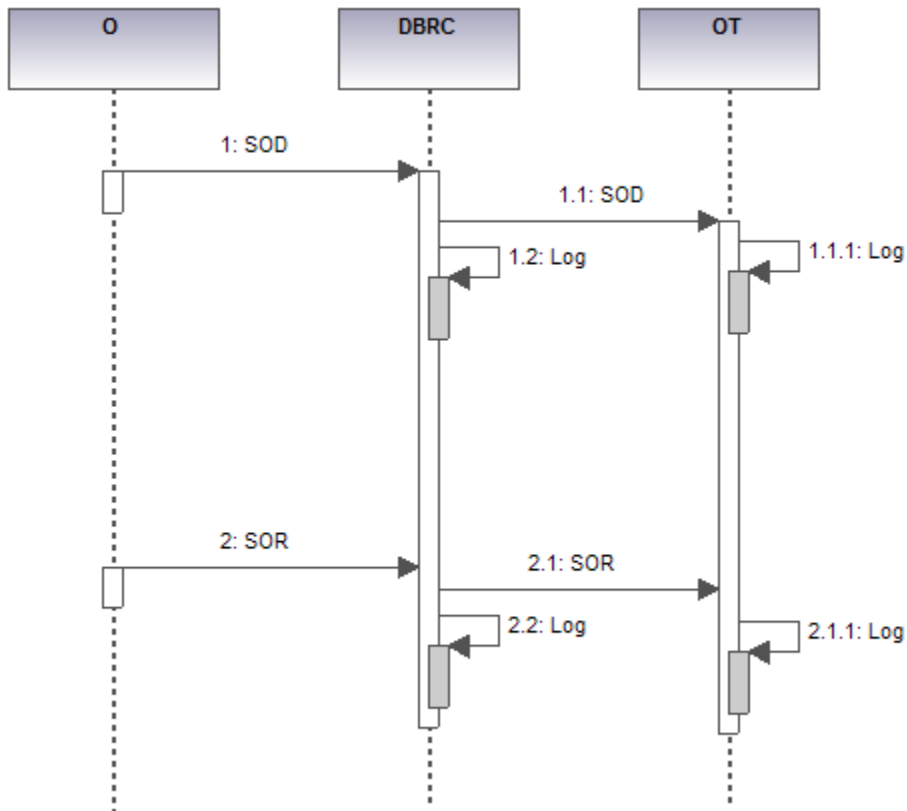 O
DBRC
OT
1: SOD
1.1: SOD
1.2: Log
1.1.1: Log
2: SOR
2.1: SOR
2.2: Log
2.1.1: Log